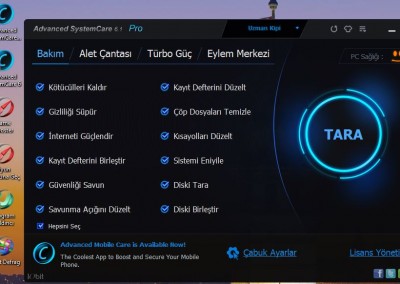 Advanced SystemCare 6.1 Pro
Uzman Kipi
Bakım Alet Çantası Türbo Güç Eylem Merkezi
PC Sağlığı :
Kötücülleri Kaldır
Kayıt Defterini Düzelt
Gizliliği Süpür
Çöp Dosyaları Temizle
İnterneti Güçlendir
Kısayolları Düzelt
Kayıt Defterini Birleştir
Sistemi Eniyile
Güvenliği Savun
Diski Tara
Savunma Açığını Düzelt
Diski Birleştir
Hepsini Seç
TARA
Advanced Mobile Care is Available Now!
The Coolest App to Boost and Secure Your Mobile
Phone.
Çabuk Ayarlar
Lisans Yöneti